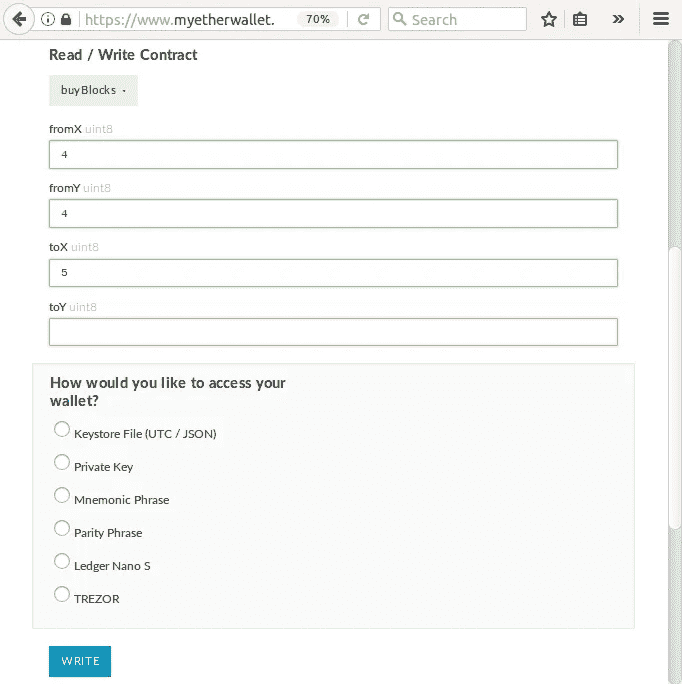 https://www.myetherwallet. 70% Search
Read / Write Contract
buyBlocks
fromX uint8
4
fromY uint8
4
toX uint8
5
toY uint8
How would you like to access your
wallet?
Keystore File (UTC / JSON)
Private Key
Mnemonic Phrase
Parity Phrase
Ledger Nano S
TREZOR
WRITE